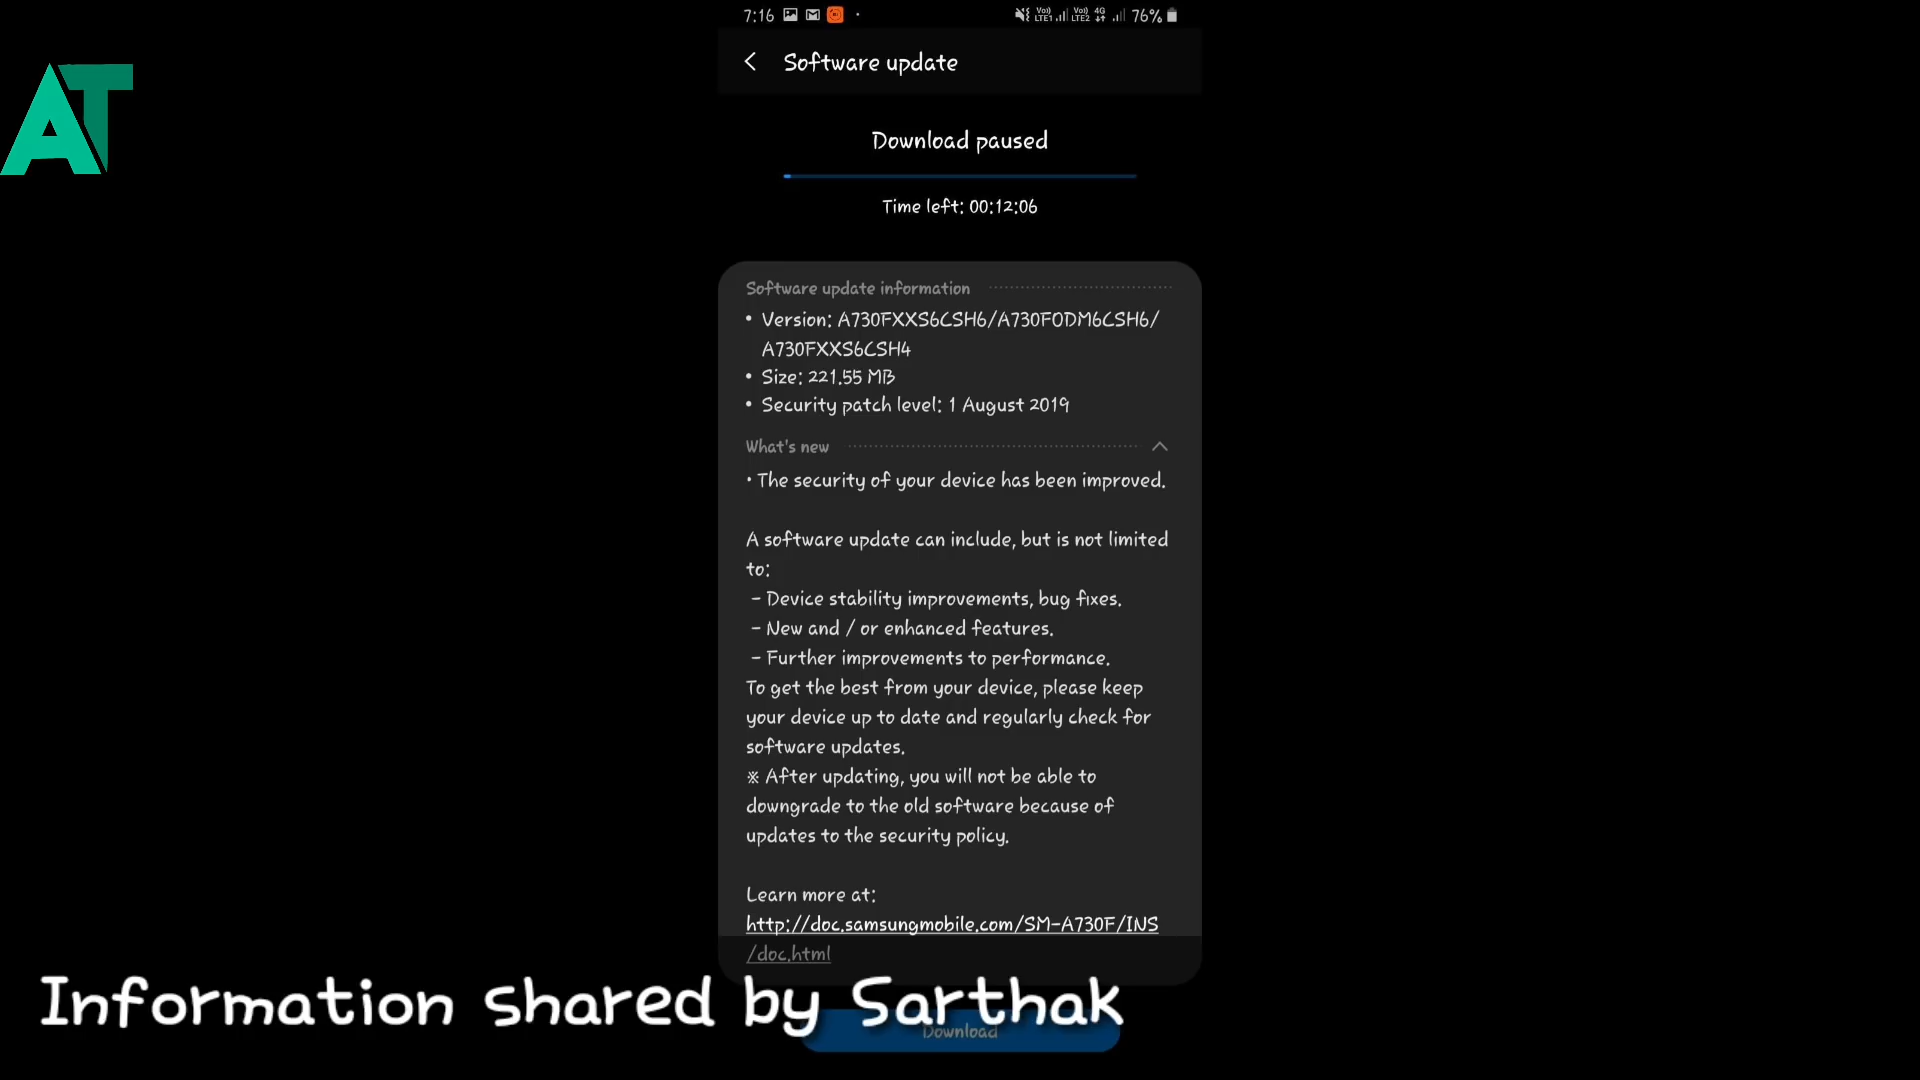 7:16 Vo)) LTE1 Vo)) LTE2 4G 76%
AT
Software update
Download paused
Time left: 00:12:06
Software update information
• Version: A730FXXS6CSH6/A730FODM6CSH6/
A730FXXS6CSH4
• Size: 221.55 MB
• Security patch level: 1 August 2019
What's new
• The security of your device has been improved.
A software update can include, but is not limited
to:
- Device stability improvements, bug fixes.
- New and / or enhanced features.
- Further improvements to performance.
To get the best from your device, please keep
your device up to date and regularly check for
software updates.
※ After updating, you will not be able to
downgrade to the old software because of
updates to the security policy.
Learn more at:
http://doc.samsungmobile.com/SM-A730F/INS
/doc.html
Information shared by Sarthak
Download